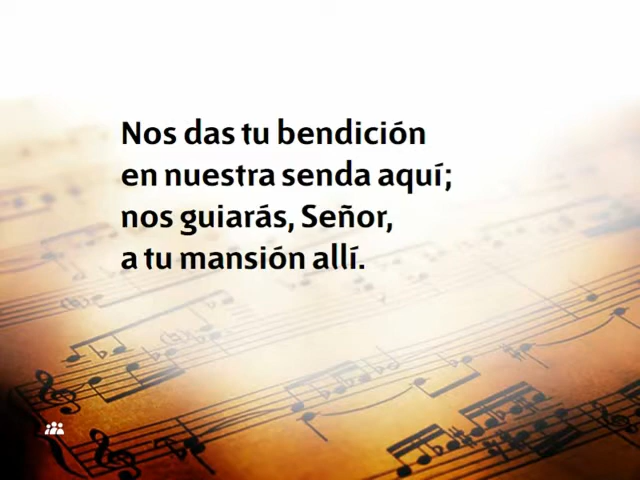 Nos das tu bendición
en nuestra senda aquí;
nos guiarás, Señor,
a tu mansión allí.